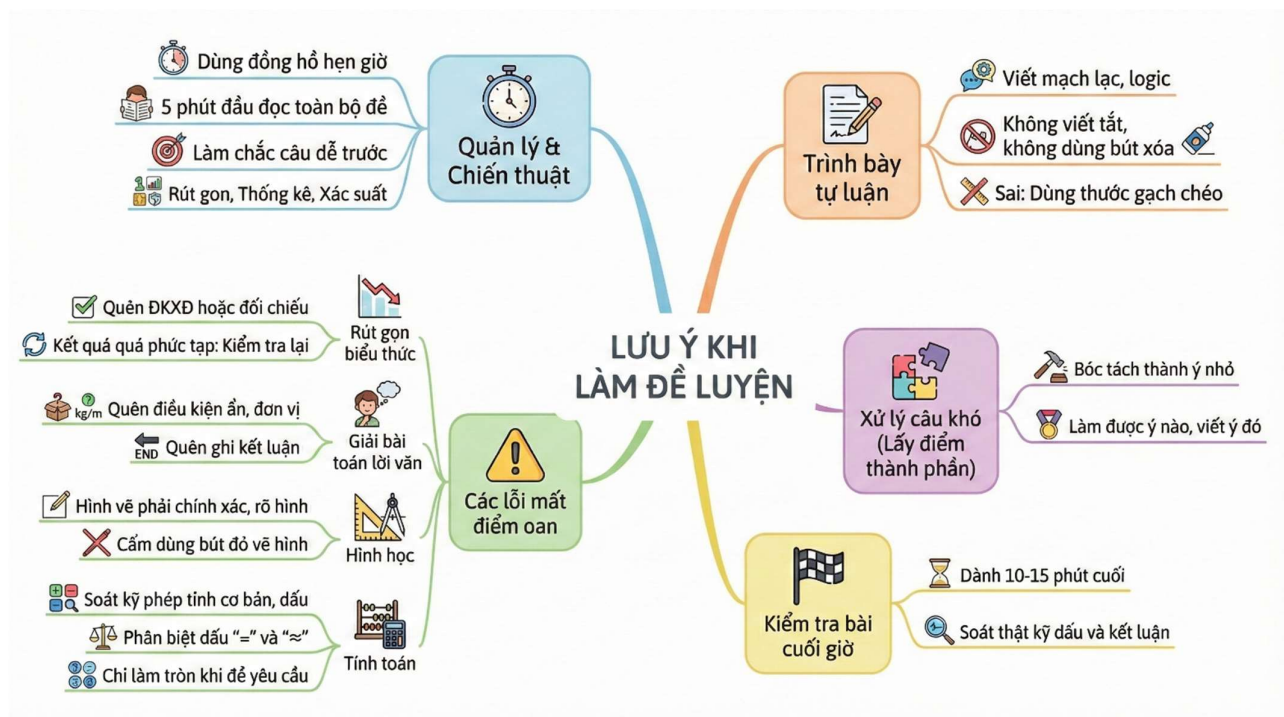 LƯU Ý KHI
LÀM ĐỀ LUYỆN
Quản lý &
Chiến thuật
Dùng đồng hồ hẹn giờ
5 phút đầu đọc toàn bộ đề
Làm chắc câu dễ trước
Rút gon, Thống kê, Xác suất
Trình bày
tự luận
Viết mạch lạc, logic
Không viết tắt,
không dùng bút xóa
Sai: Dùng thước gạch chéo
Các lỗi mất
điểm oan
Rút gọn
biểu thức
Quẻn ĐKXĐ hoặc đối chiếu
Kết quá quá phức tạp: Kiểm tra lại
Giải bài
toán lời văn
kg/m
Quên điều kiện ẩn, đơn vị
END
Quên ghi kết luận
Hình học
Hình vẽ phải chính xác, rõ hình
Cấm dùng bút đỏ vẽ hình
Tính toán
Soát kỹ phép tính cơ bản, dấu
Phân biệt dấu “=” và “≈”
Chỉ làm tròn khi đề yêu cầu
Xử lý câu khó
(Lấy điểm
thành phần)
Bóc tách thành ý nhỏ
Làm được ý nào, viết ý đó
Kiểm tra bài
cuối giờ
Dành 10-15 phút cuối
Soát thật kỹ dấu và kết luận